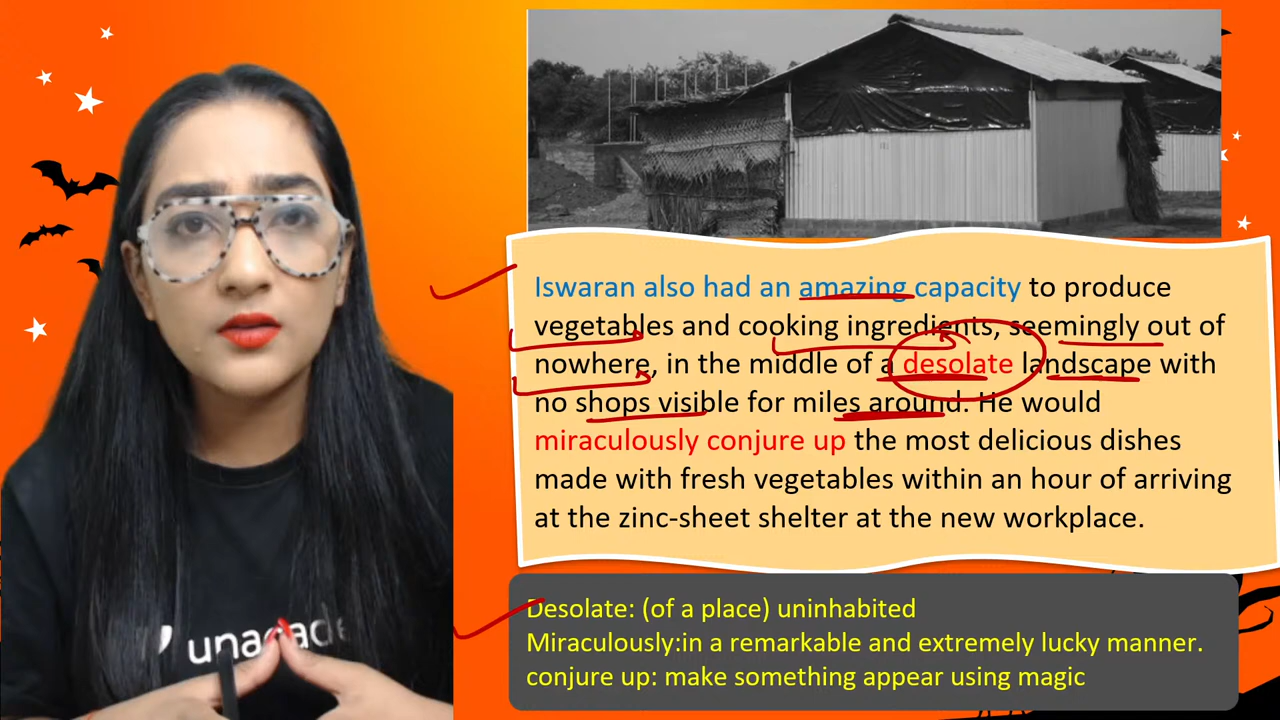 Iswaran also had an amazing capacity to produce
vegetables and cooking ingredients, seemingly out of
nowhere, in the middle of a desolate landscape with
no shops visible for miles around. He would
miraculously conjure up the most delicious dishes
made with fresh vegetables within an hour of arriving
at the zinc-sheet shelter at the new workplace.
Desolate: (of a place) uninhabited
Miraculously:in a remarkable and extremely lucky manner.
conjure up: make something appear using magic